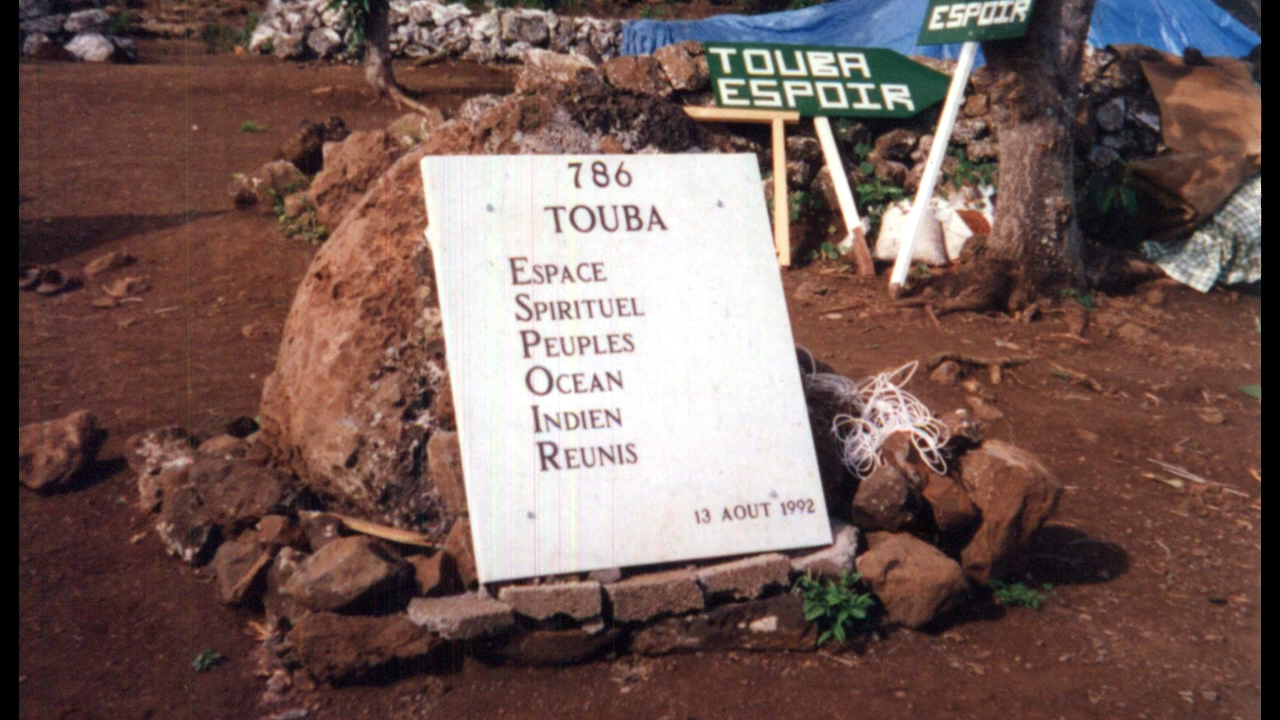 ESPOIR
TOUBA
ESPOIR
786
TOUBA
ESPACE
SPIRITUEL
PEUPLES
OCEAN
INDIEN
REUNIS
13 AOUT 1992